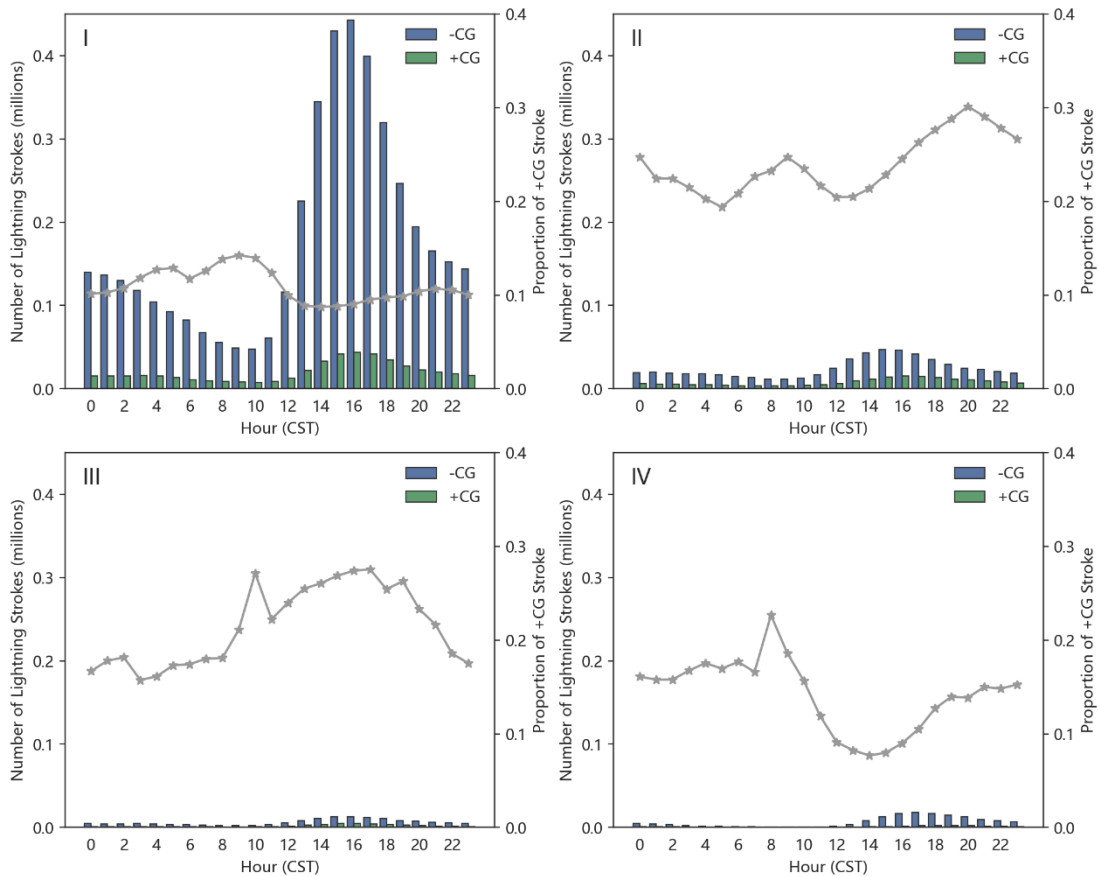 I
-CG
+CG
Number of Lightning Strokes (millions)
0.4
0.3
0.2
0.1
0.0
0.4
0.3
0.2
0.1
0.0
Proportion of +CG Stroke
0 2 4 6 8 10 12 14 16 18 20 22
Hour (CST)
II
-CG
+CG
Number of Lightning Strokes (millions)
0.4
0.3
0.2
0.1
0.0
0.4
0.3
0.2
0.1
0.0
Proportion of +CG Stroke
0 2 4 6 8 10 12 14 16 18 20 22
Hour (CST)
III
-CG
+CG
Number of Lightning Strokes (millions)
0.4
0.3
0.2
0.1
0.0
0.4
0.3
0.2
0.1
0.0
Proportion of +CG Stroke
0 2 4 6 8 10 12 14 16 18 20 22
Hour (CST)
IV
-CG
+CG
Number of Lightning Strokes (millions)
0.4
0.3
0.2
0.1
0.0
0.4
0.3
0.2
0.1
0.0
Proportion of +CG Stroke
0 2 4 6 8 10 12 14 16 18 20 22
Hour (CST)